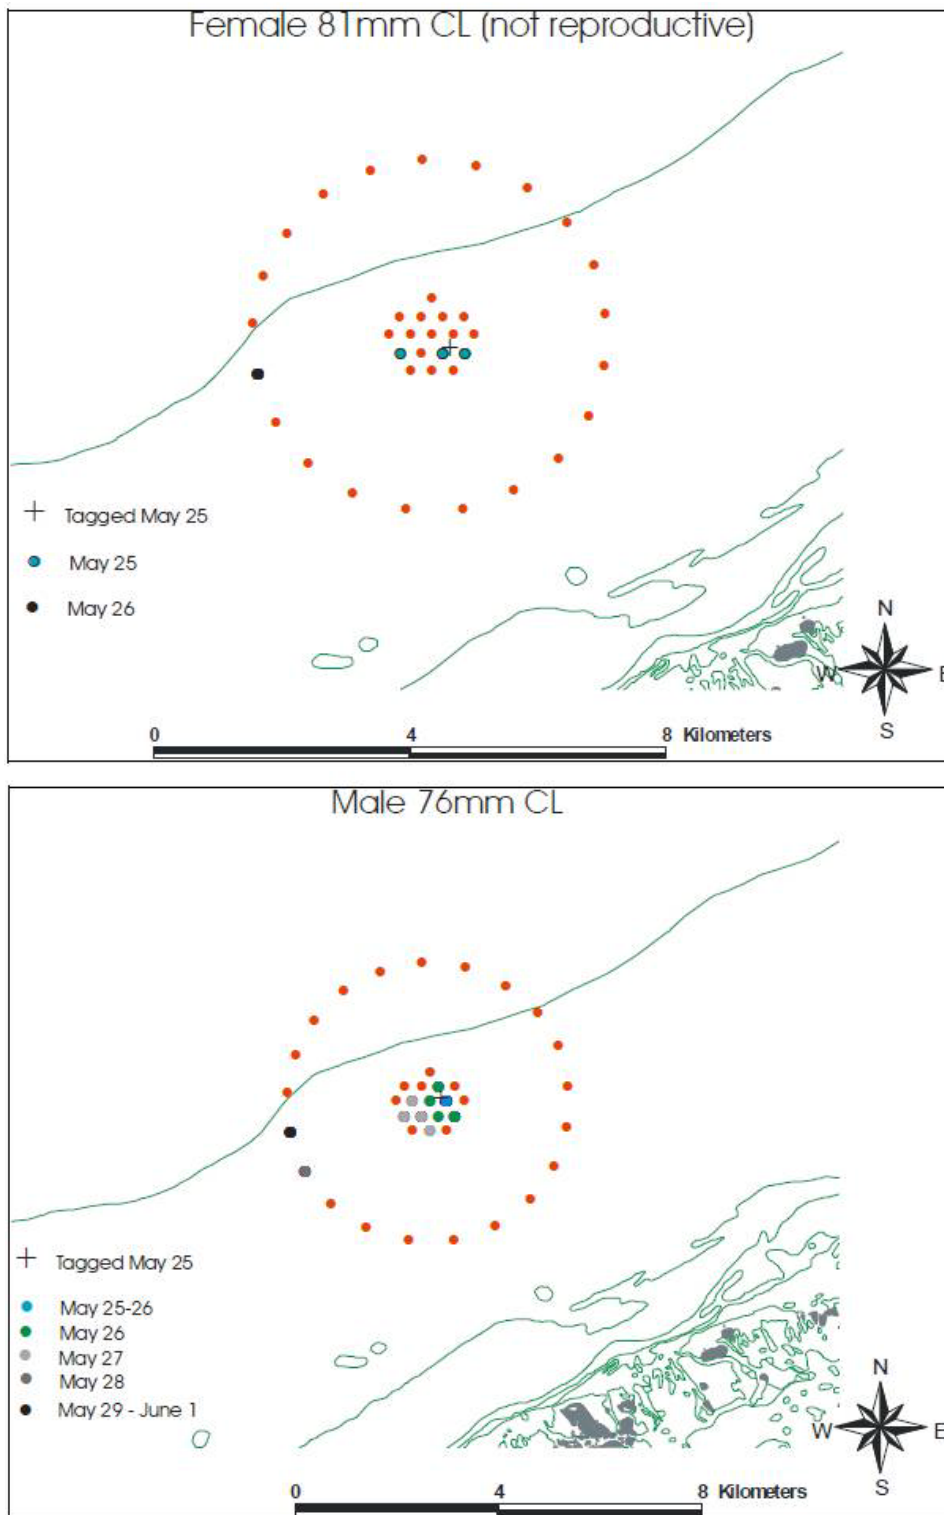 Female 81mm CL (not reproductive)
Tagged May 25
May 25
May 26
N
W E
S
0 4 8 Kilometers
Male 76mm CL
Tagged May 25
May 25-26
May 26
May 27
May 28
May 29 - June 1
N
W E
S
0 4 8 Kilometers